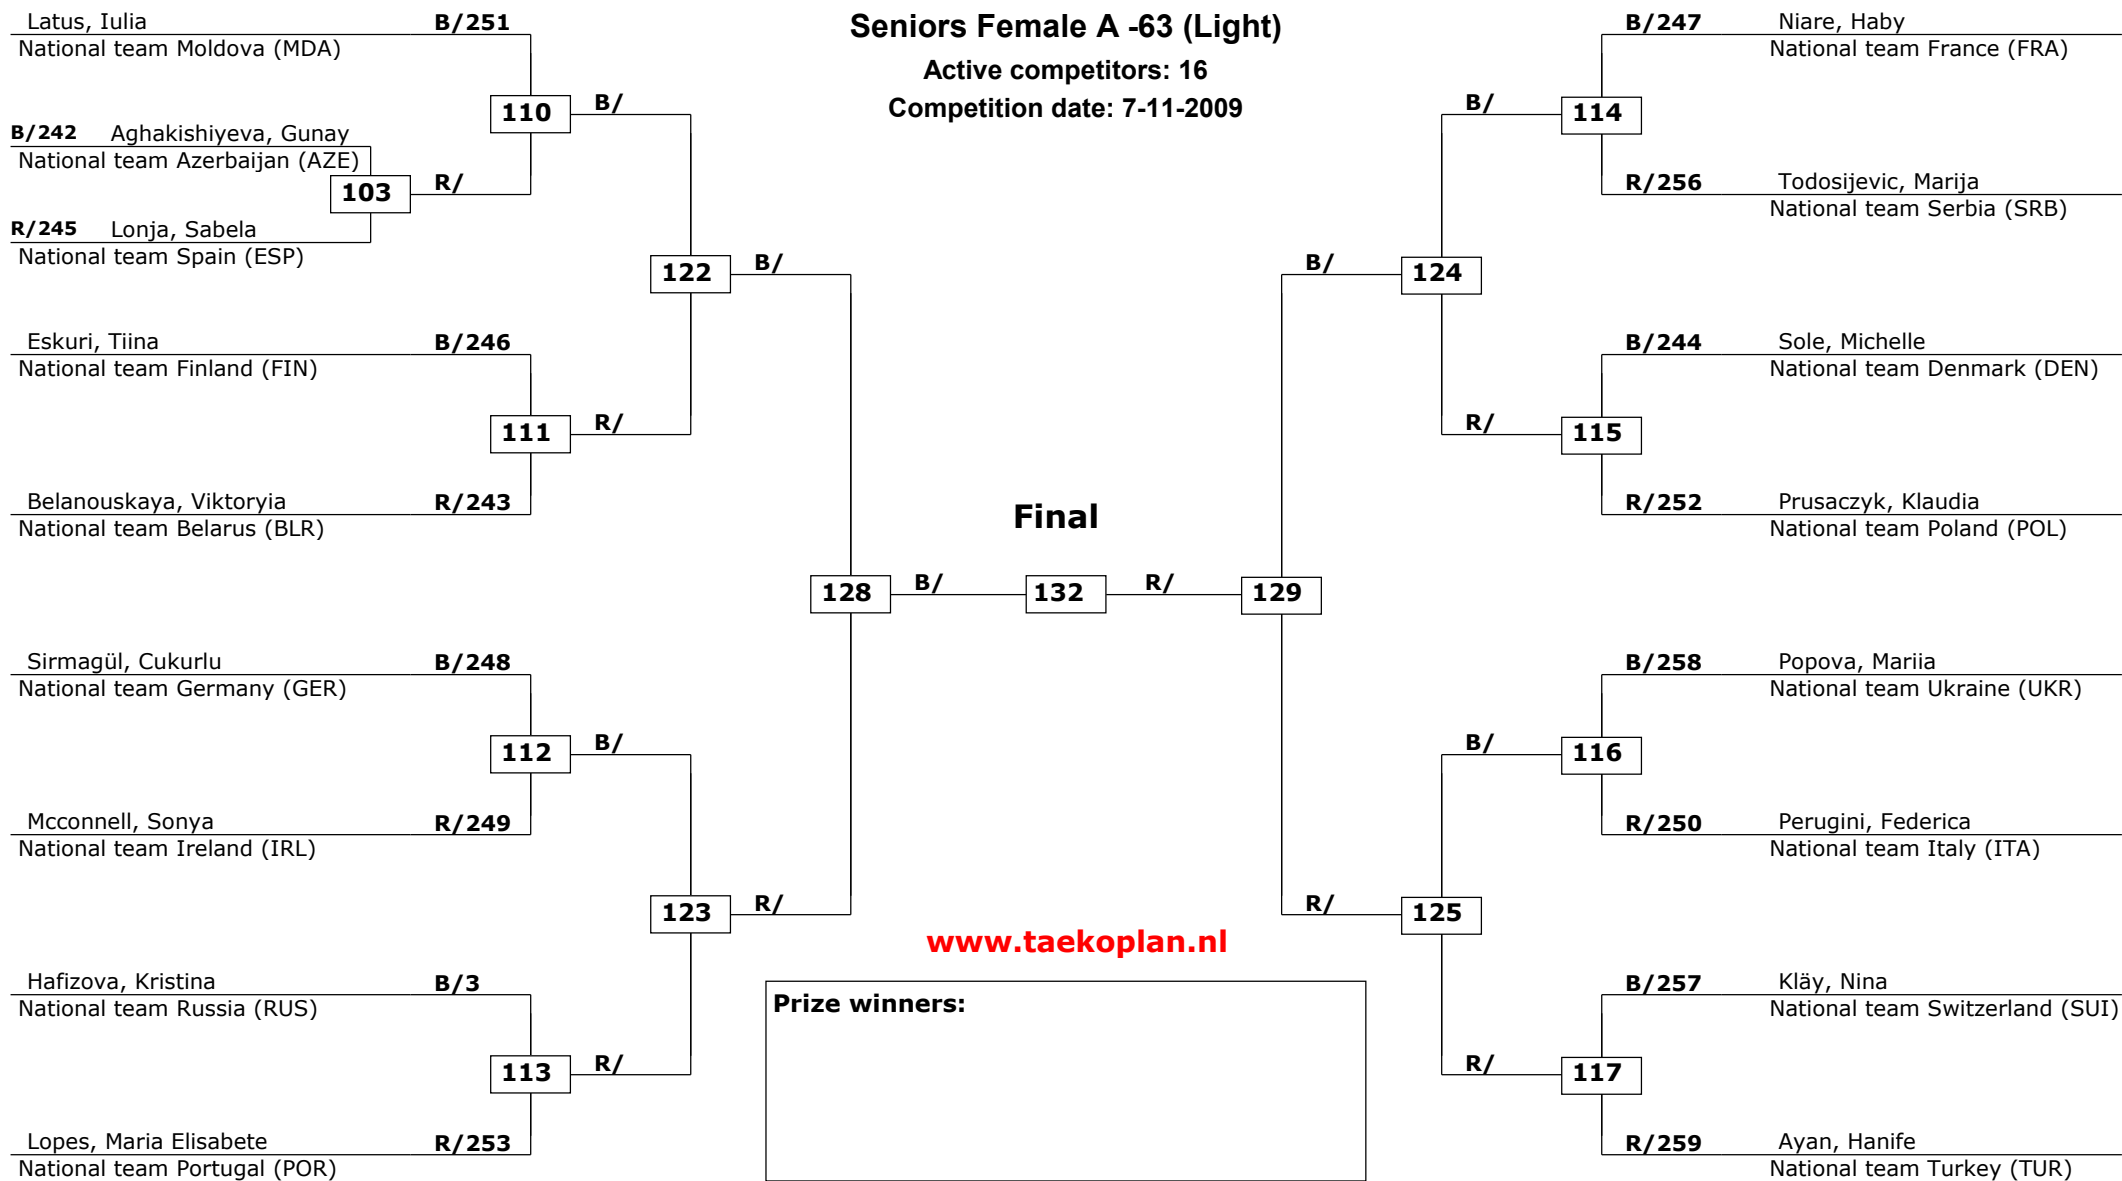 Seniors Female A -63 (Light)
Active competitors: 16
Competition date: 7-11-2009
Latus, Iulia B/251
National team Moldova (MDA)
110 B/
B/242 Aghakishiyeva, Gunay
National team Azerbaijan (AZE)
103 R/
R/245 Lonja, Sabela
National team Spain (ESP)
122 B/
Eskuri, Tiina B/246
National team Finland (FIN)
111 R/
Belanouskaya, Viktoryia R/243
National team Belarus (BLR)
Final
128 B/ 132 R/ 129
Sirmagül, Cukurlu B/248
National team Germany (GER)
112 B/
Mcconnell, Sonya R/249
National team Ireland (IRL)
123 R/
Hafizova, Kristina B/3
National team Russia (RUS)
113 R/
Lopes, Maria Elisabete R/253
National team Portugal (POR)
B/247 Niare, Haby
National team France (FRA)
B/ 114
R/256 Todosijevic, Marija
National team Serbia (SRB)
B/ 124
B/244 Sole, Michelle
National team Denmark (DEN)
R/ 115
R/252 Prusaczyk, Klaudia
National team Poland (POL)
B/258 Popova, Mariia
National team Ukraine (UKR)
B/ 116
R/250 Perugini, Federica
National team Italy (ITA)
R/ 125
B/257 Kläy, Nina
National team Switzerland (SUI)
R/ 117
R/259 Ayan, Hanife
National team Turkey (TUR)
www.taekoplan.nl
Prize winners: